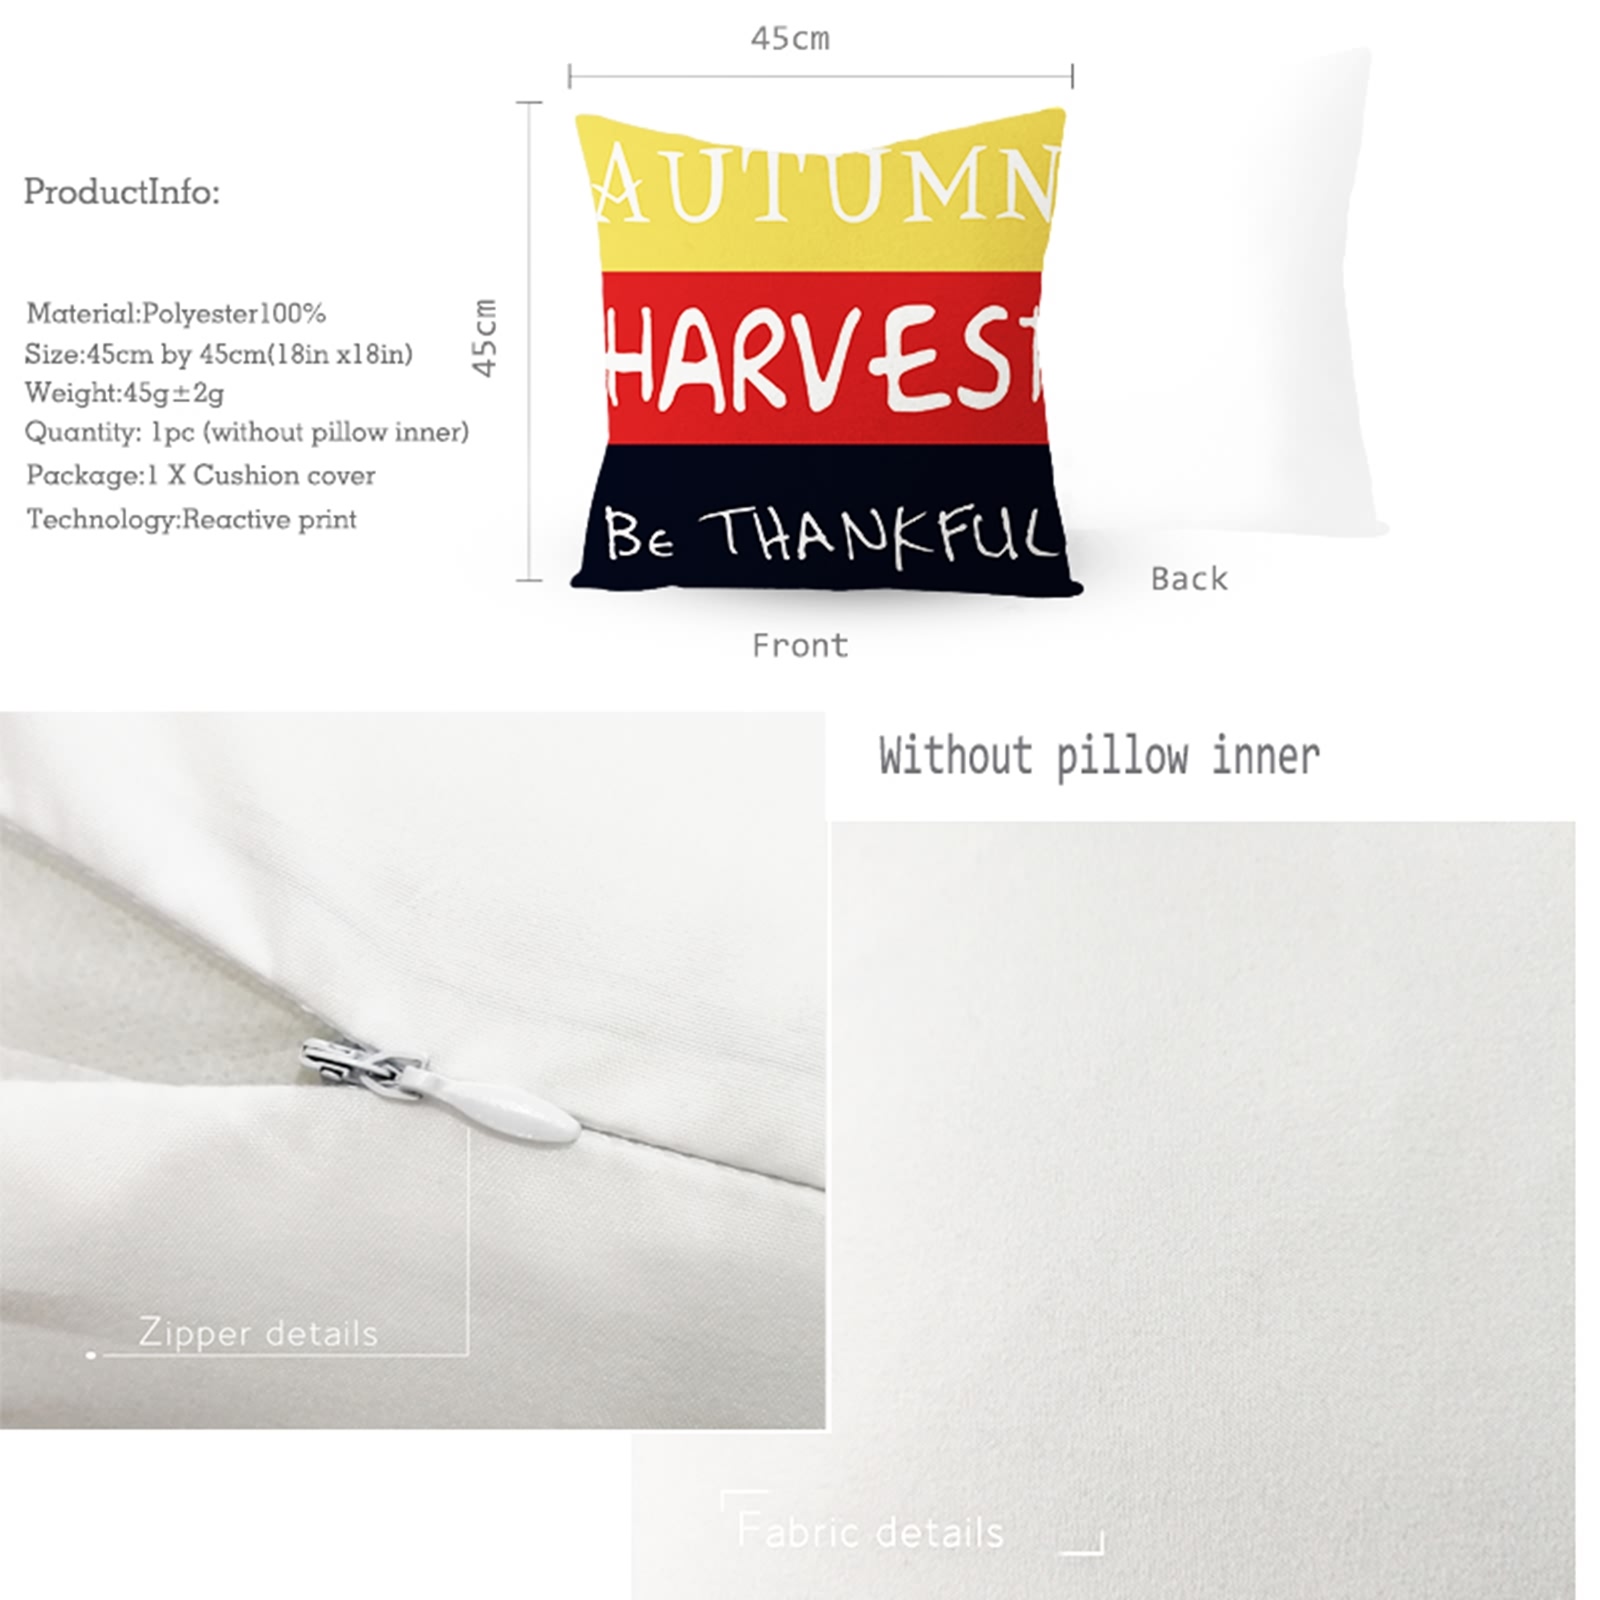 45cm
45cm
ProductInfo:
Material:Polyester100%
Size:45cm by 45cm(18in x18in)
Weight:45g±2g
Quantity: 1pc (without pillow inner)
Package:1 X Cushion cover
Technology:Reactive print
AUTUMN
HARVEST
Be THANKFUL
Front
Back
Without pillow inner
Zipper details
Fabric details